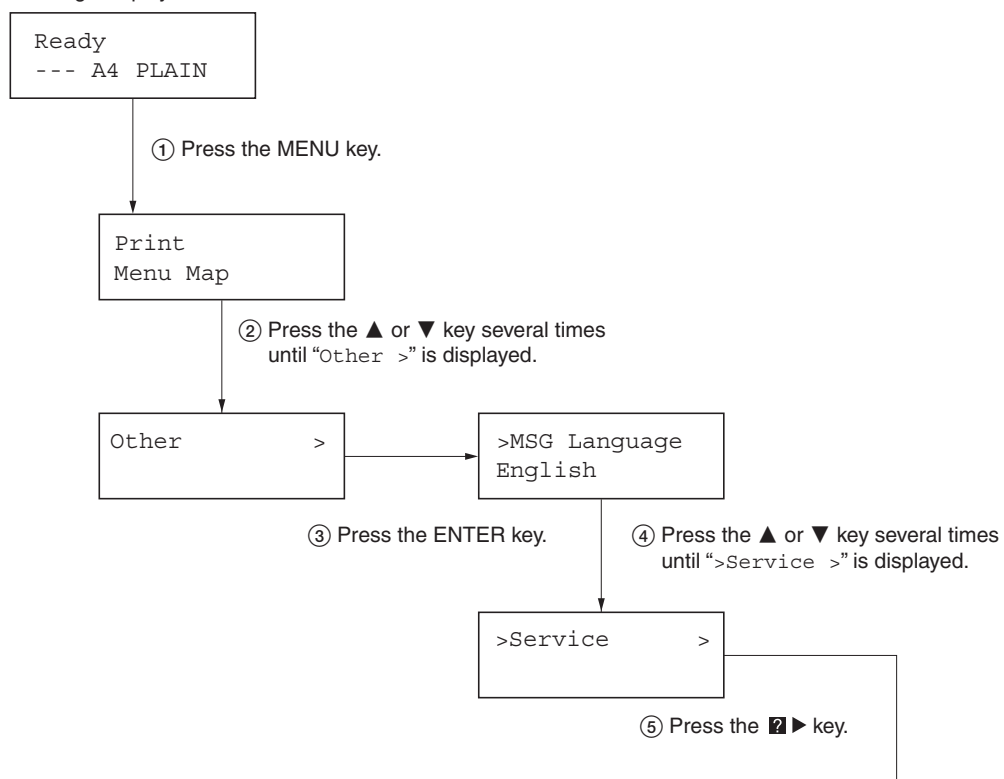 Ready
--- A4 PLAIN
① Press the MENU key.
Print
Menu Map
② Press the ▲ or ▼ key several times
until “Other >” is displayed.
Other >
>MSG Language
English
③ Press the ENTER key.
④ Press the ▲ or ▼ key several times
until “>Service >” is displayed.
>Service >
⑤ Press the ?▶ key.